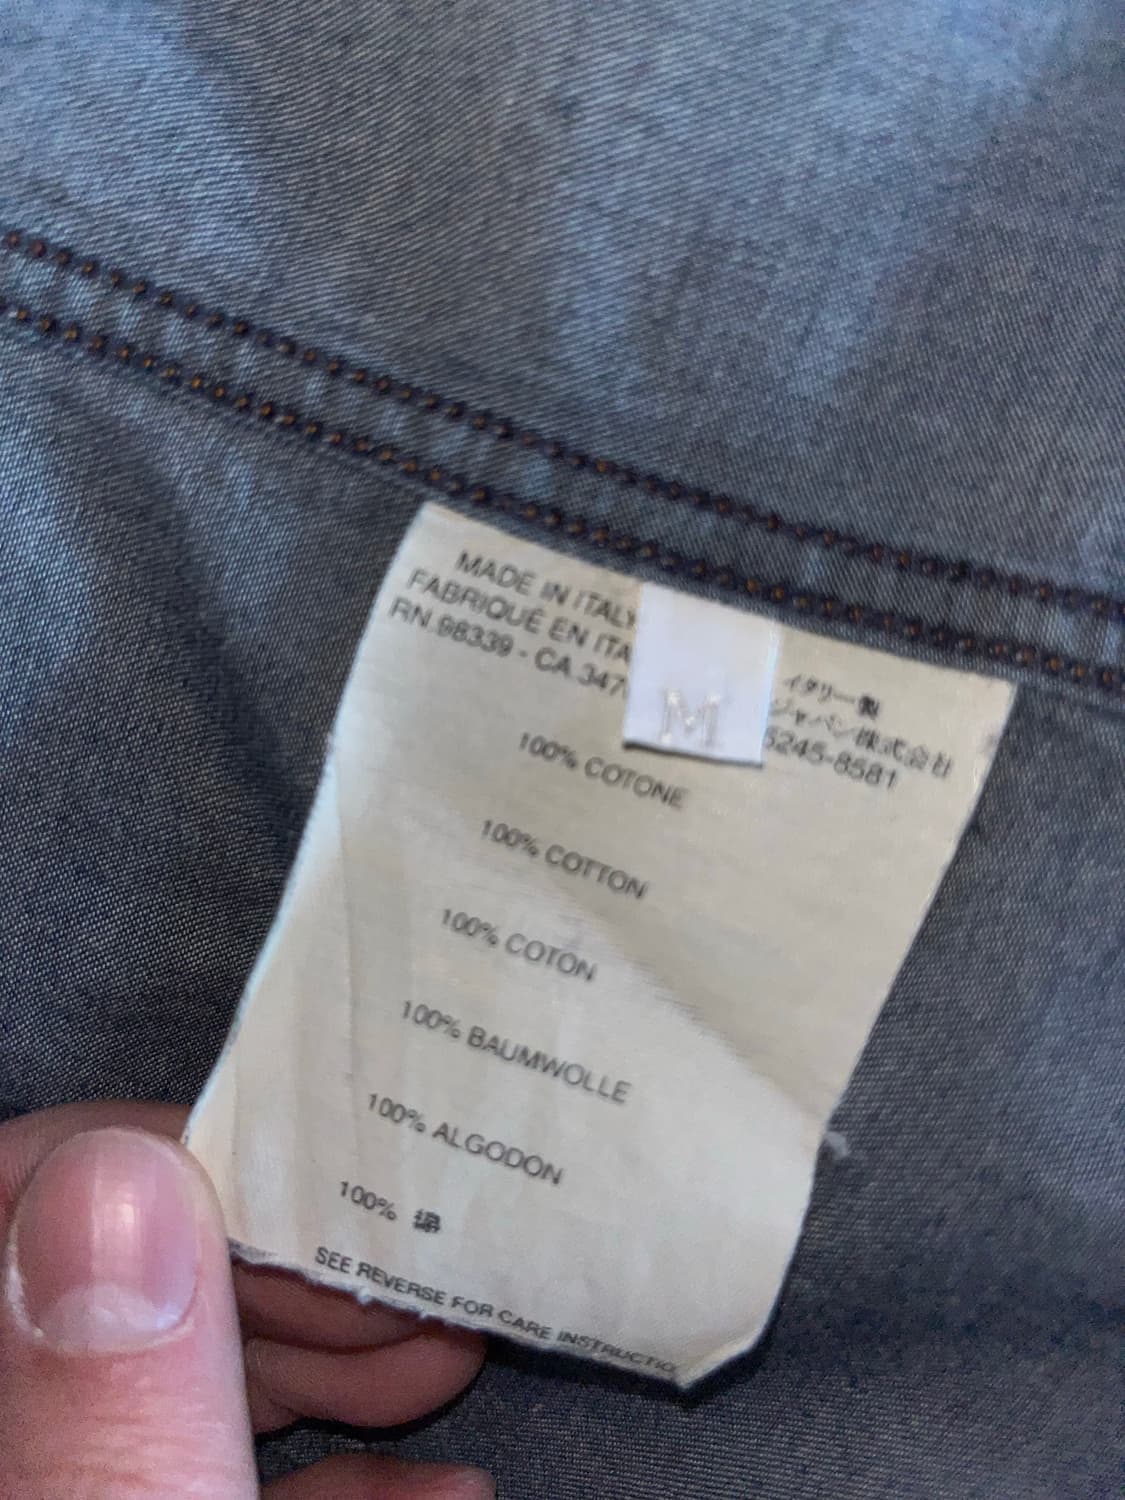 MADE IN ITALY
FABRIQUÉ EN ITA
RN.98339 - CA.347
M
イタリー製
ジャパン株式会社
5245-8581
100% COTONE
100% COTTON
100% COTON
100% BAUMWOLLE
100% ALGODON
100% 綿
SEE REVERSE FOR CARE INSTRUCTIO